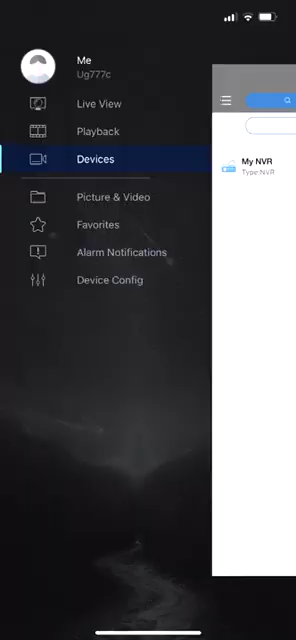 Me
Ug777c
Live View
Playback
Devices
My NVR
Type:NVR
Picture & Video
Favorites
Alarm Notifications
Device Config